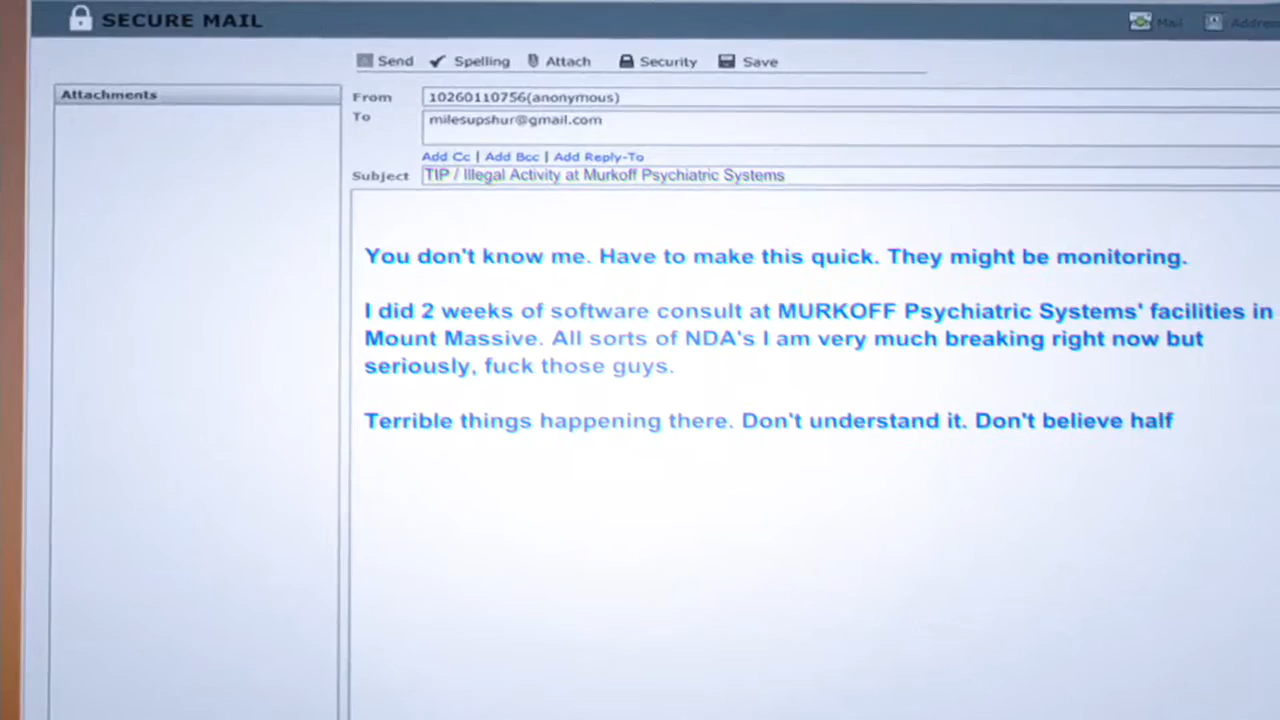 SECURE MAIL
Mail
Addres
Send Spelling Attach Security Save
Attachments
From 10260110756(anonymous)
To milesupshur@gmail.com
Add Cc | Add Bcc | Add Reply-To
Subject TIP / Illegal Activity at Murkoff Psychiatric Systems
You don't know me. Have to make this quick. They might be monitoring.
I did 2 weeks of software consult at MURKOFF Psychiatric Systems' facilities in
Mount Massive. All sorts of NDA's I am very much breaking right now but
seriously, fuck those guys.
Terrible things happening there. Don't understand it. Don't believe half